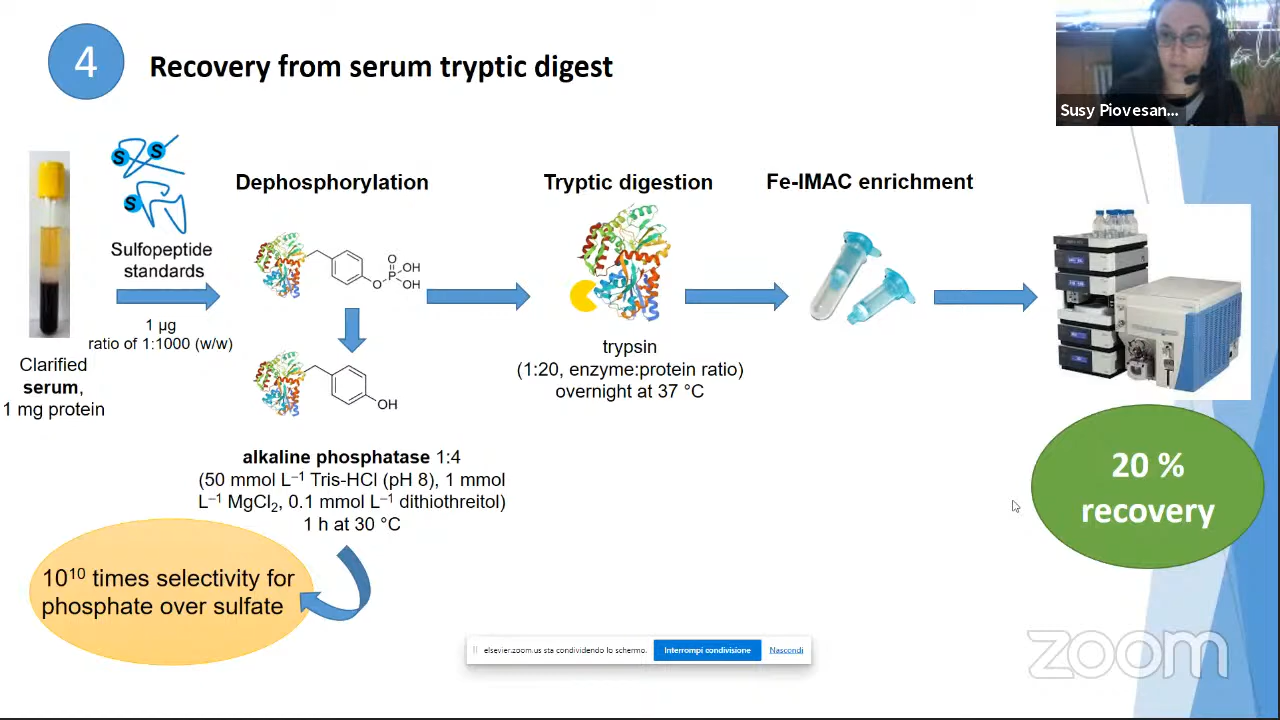 4
Recovery from serum tryptic digest
Susy Piovesan...
S
S
S
Sulfopeptide
standards
1 µg
ratio of 1:1000 (w/w)
Clarified
serum,
1 mg protein
Dephosphorylation
O
P
OH
O
OH
OH
alkaline phosphatase 1:4
(50 mmol L⁻¹ Tris-HCl (pH 8), 1 mmol
L⁻¹ MgCl₂, 0.1 mmol L⁻¹ dithiothreitol)
1 h at 30 °C
10¹⁰ times selectivity for
phosphate over sulfate
Tryptic digestion
trypsin
(1:20, enzyme:protein ratio)
overnight at 37 °C
Fe-IMAC enrichment
20 %
recovery
elsevier.zoom.us sta condividendo lo schermo.
Interrompi condivisione
Nascondi
zoom